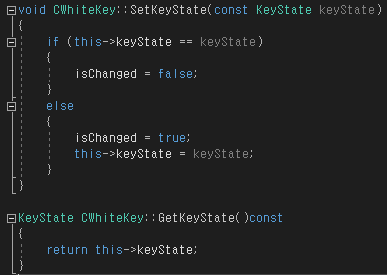 void CWhiteKey::SetKeyState(const KeyState keyState)
{
    if (this->keyState == keyState)
    {
        isChanged = false;
    }
    else
    {
        isChanged = true;
        this->keyState = keyState;
    }
}
KeyState CWhiteKey::GetKeyState()const
{
    return this->keyState;
}